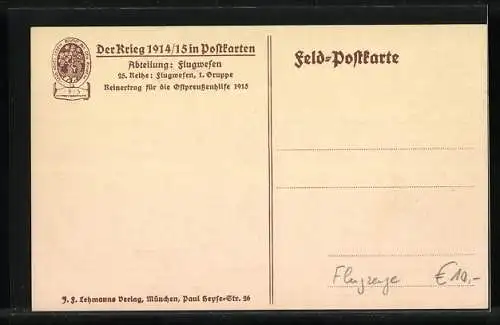 Der Krieg 1914/15 in Postkarten
Abteilung: Flugwesen
25. Reihe: Flugwesen, 1. Gruppe
Reinertrag für die Ostpreußenhilfe 1915
Feld-Postkarte
Flugzeuge €10,-
J. F. Lehmanns Verlag, München, Paul Heyse-Str. 26